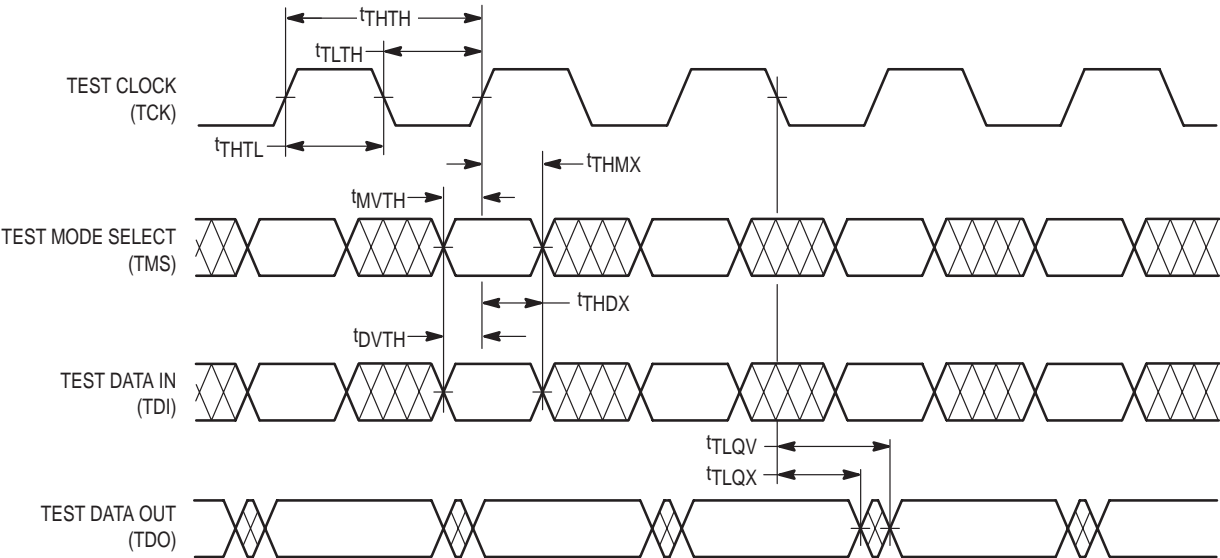 tTHTH
tTLTH
TEST CLOCK
(TCK)
tTHTL
tTHMX
tMVTH
TEST MODE SELECT
(TMS)
tTHDX
tDVTH
TEST DATA IN
(TDI)
tTLQV
tTLQX
TEST DATA OUT
(TDO)